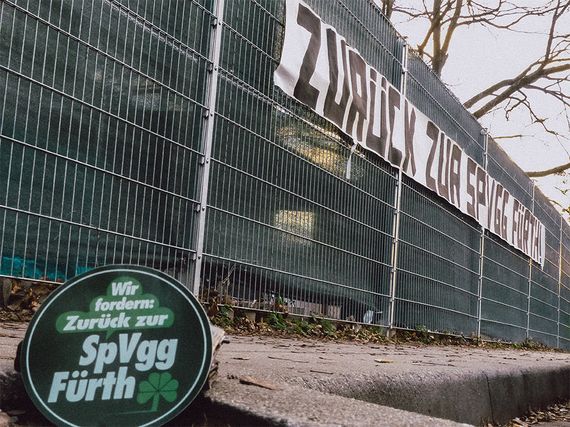 ZURÜCK ZUR SPVGG FÜRTH!
Wir
fordern:
Zurück zur
SpVgg
Fürth